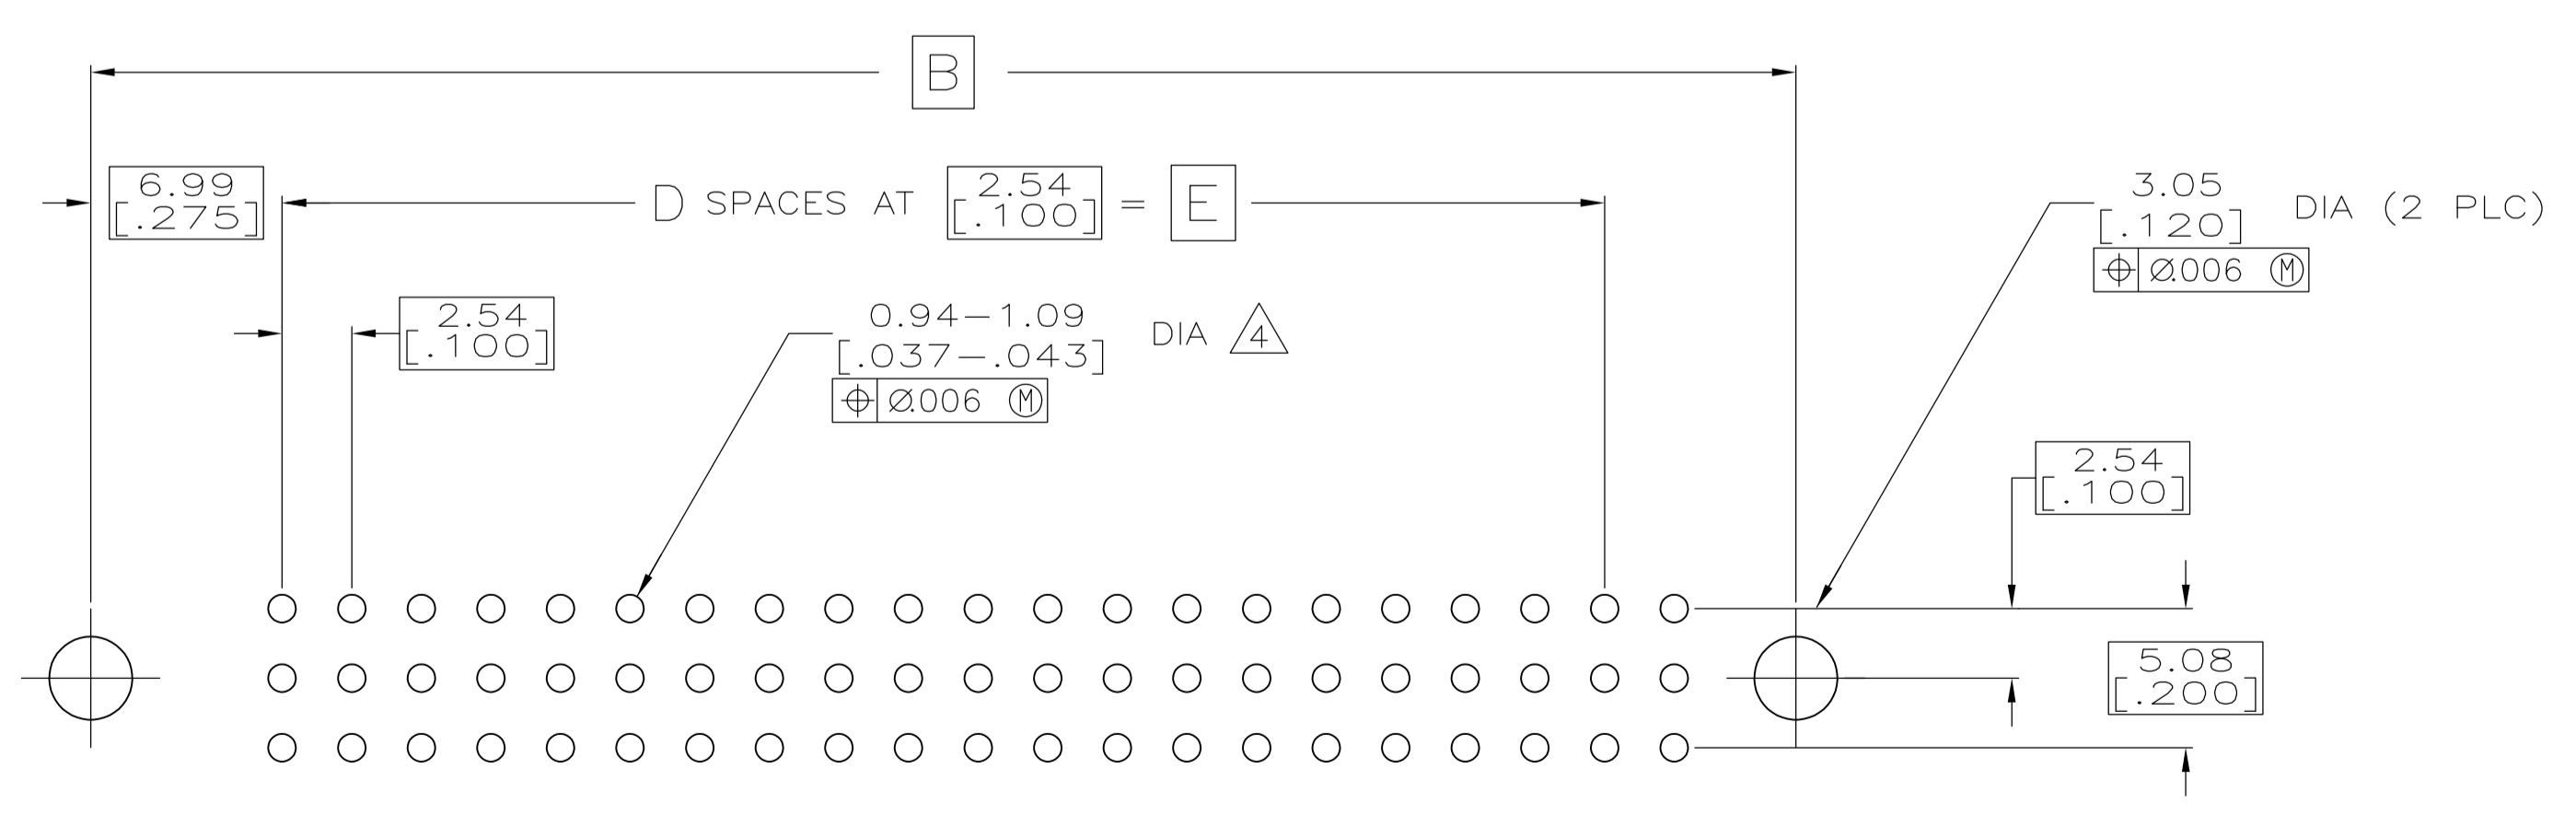 B
6.99
[.275]
D SPACES AT 2.54 [.100] = E
3.05
[.120]
DIA (2 PLC)
⌖ Ø.006 Ⓜ
2.54
[.100]
0.94-1.09
[.037-.043]
DIA 4
⌖ Ø.006 Ⓜ
2.54
[.100]
5.08
[.200]